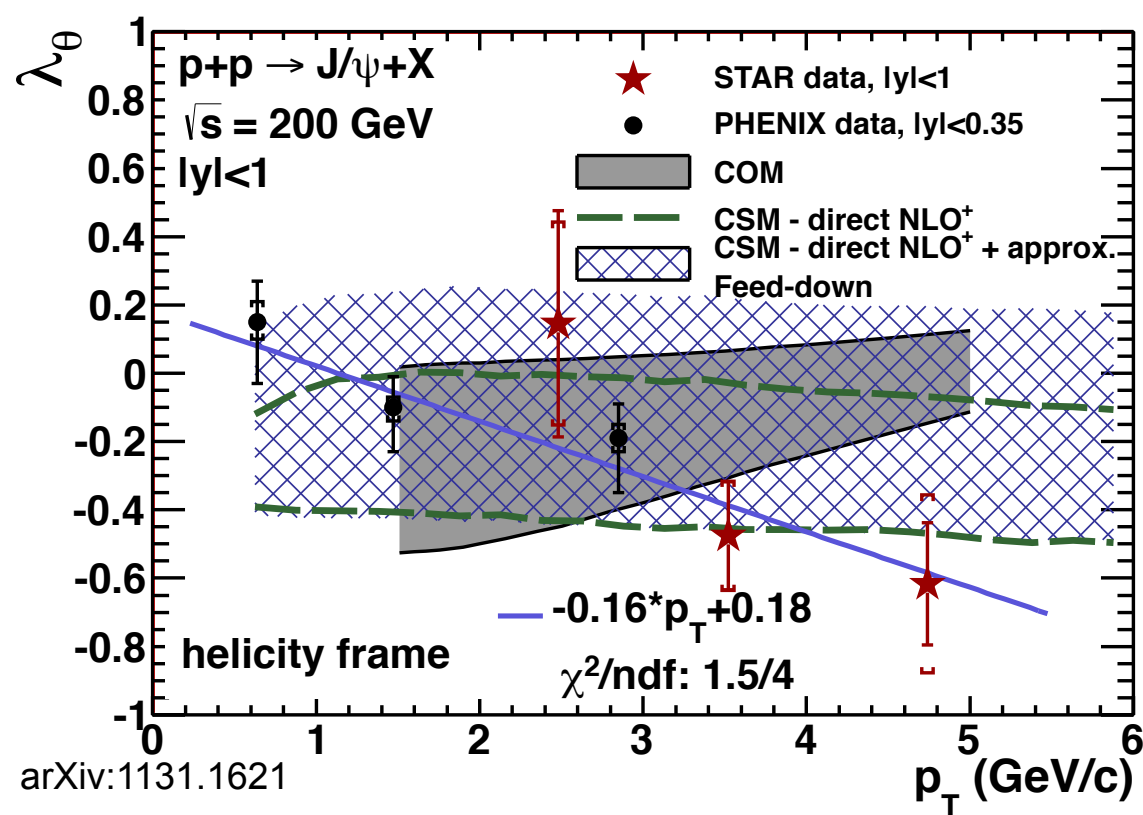 λθ
1
0.8
0.6
0.4
0.2
0
-0.2
-0.4
-0.6
-0.8
-1
p+p → J/ψ+X
√s = 200 GeV
|y|<1
STAR data, |y|<1
PHENIX data, |y|<0.35
COM
CSM - direct NLO⁺
CSM - direct NLO⁺ + approx.
Feed-down
-0.16*p_T+0.18
χ²/ndf: 1.5/4
helicity frame
0 1 2 3 4 5 6
p_T (GeV/c)
arXiv:1131.1621